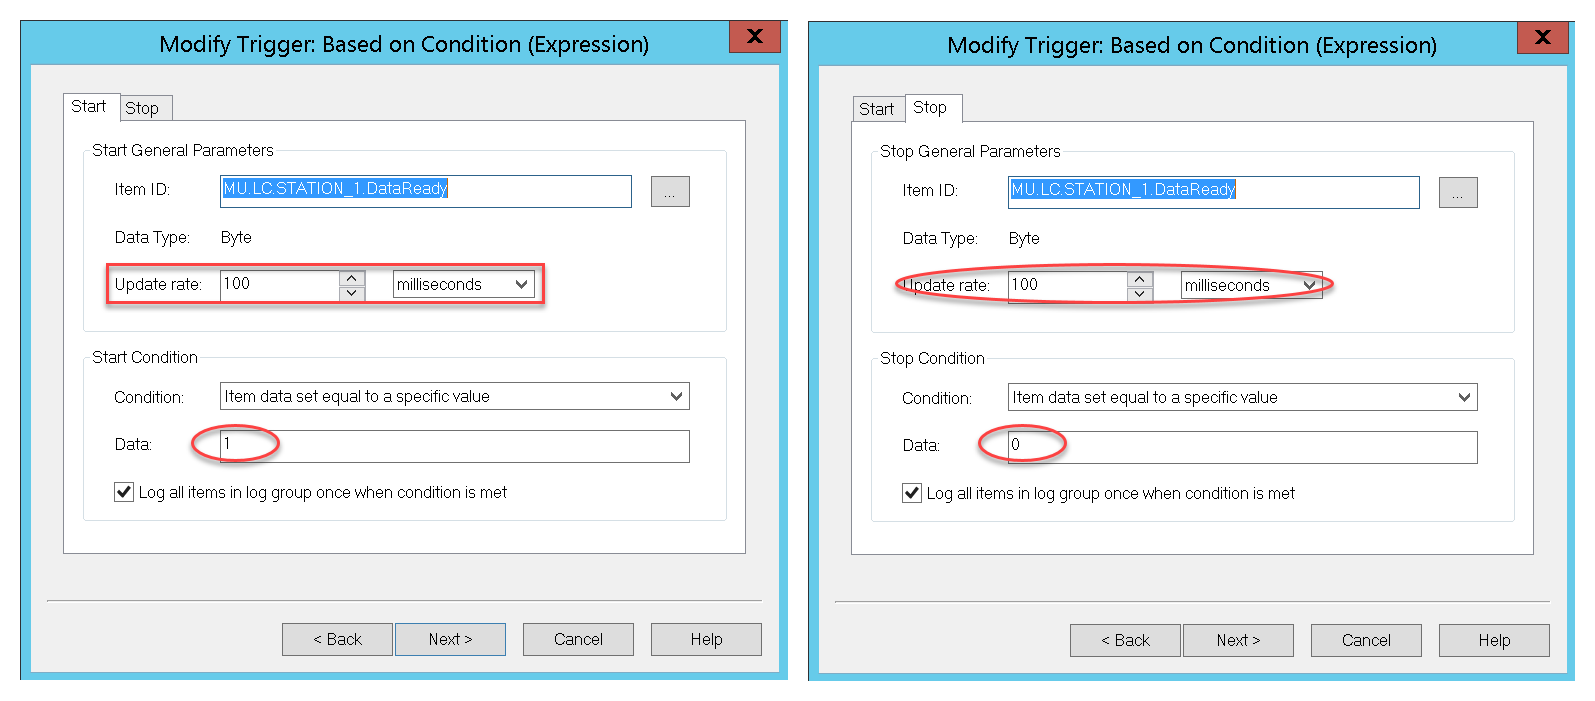 Modify Trigger: Based on Condition (Expression)
X
Start
Stop
Start General Parameters
Item ID:
MU.LC.STATION_1.DataReady
...
Data Type:
Byte
Update rate:
100
milliseconds
Start Condition
Condition:
Item data set equal to a specific value
Data:
1
Log all items in log group once when condition is met
< Back
Next >
Cancel
Help
Modify Trigger: Based on Condition (Expression)
X
Start
Stop
Stop General Parameters
Item ID:
MU.LC.STATION_1.DataReady
...
Data Type:
Byte
Update rate:
100
milliseconds
Stop Condition
Condition:
Item data set equal to a specific value
Data:
0
Log all items in log group once when condition is met
< Back
Next >
Cancel
Help